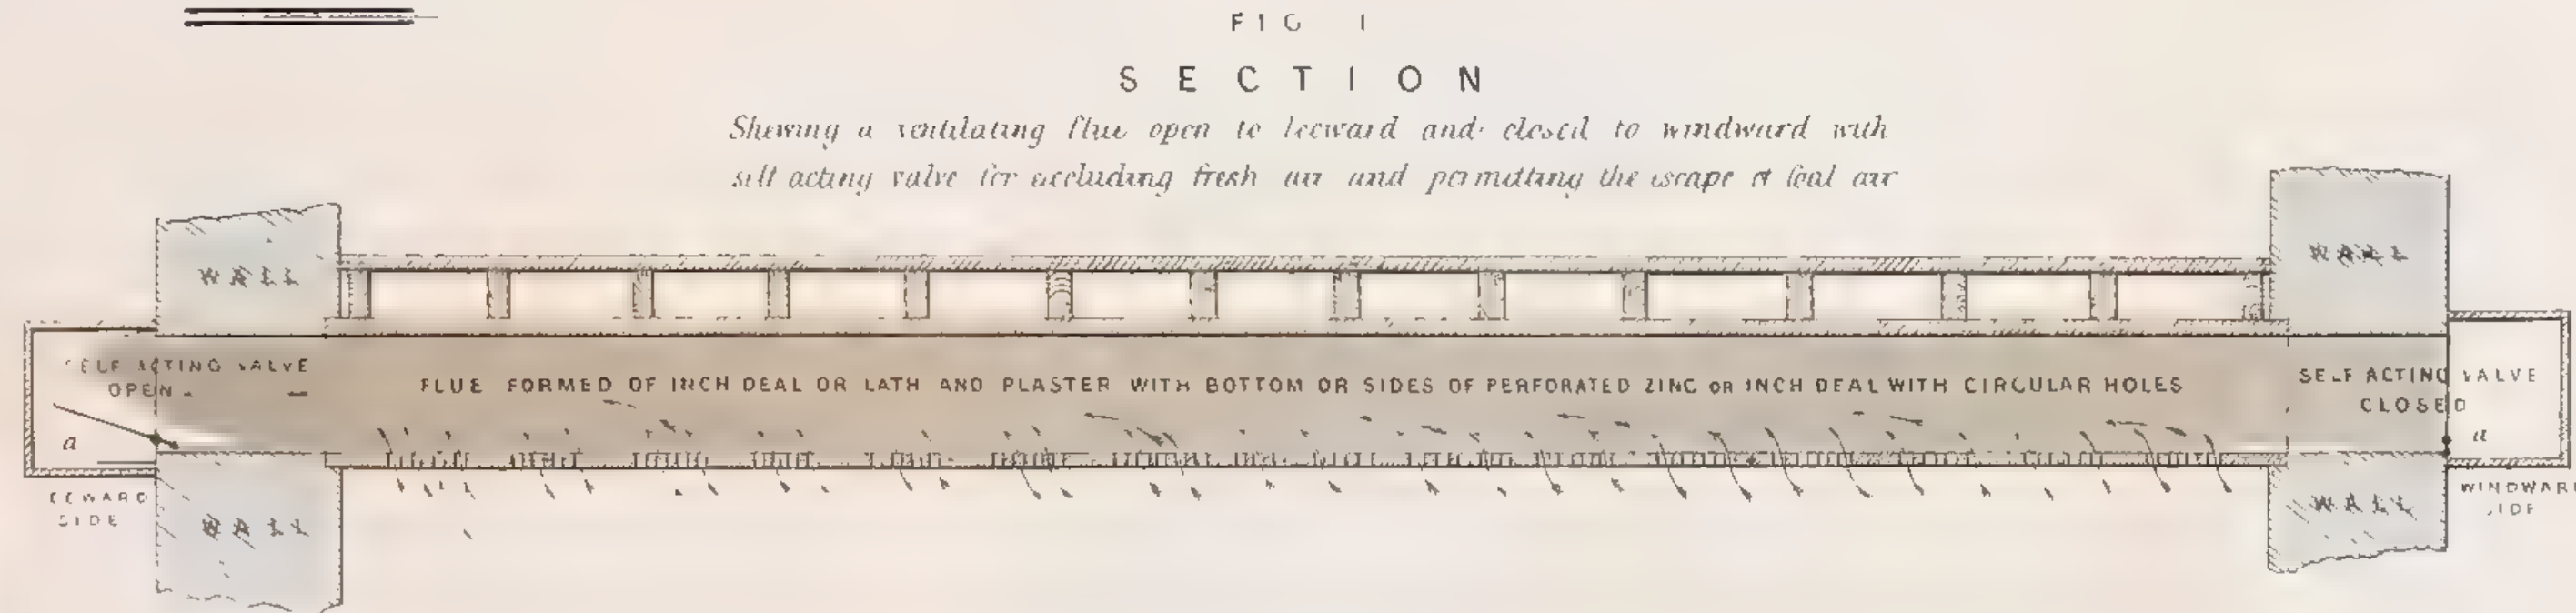 FIG 1
SECTION
Shewing a ventilating flue open to leeward and closed to windward with
self acting valve for occluding fresh air and permitting the escape of foal air
WALL
WALL
SELF ACTING VALVE
OPEN
FLUE FORMED OF INCH DEAL OR LATH AND PLASTER WITH BOTTOM OR SIDES OF PERFORATED ZINC OR INCH DEAL WITH CIRCULAR HOLES
SELF ACTING VALVE
CLOSED
a
a
LEEWARD
SIDE
WALL
WALL
WINDWARD
SIDE